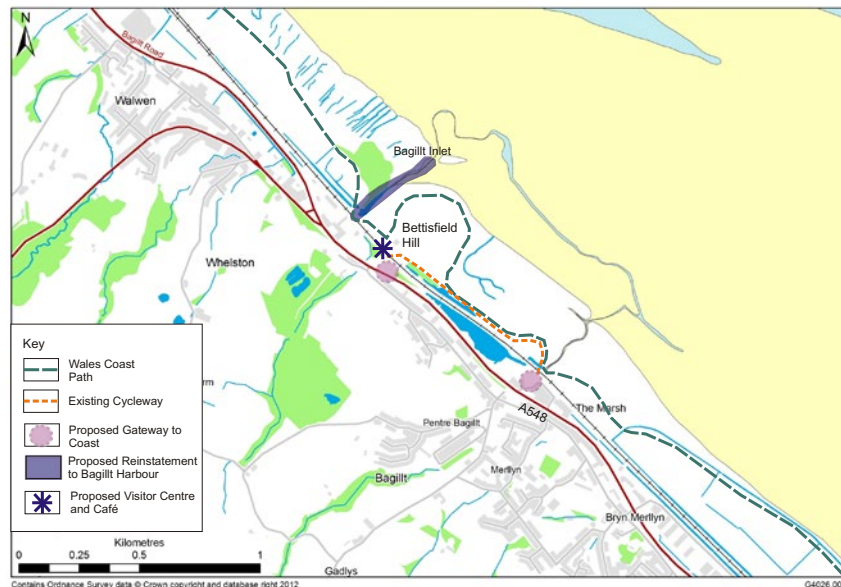 N
Bagillt Road
Walwen
Bagillt Inlet
Bettisfield
Hill
Whelston
Key
Wales Coast
Path
Existing Cycleway
Proposed Gateway to
Coast
Proposed Reinstatement
to Bagillt Harbour
Proposed Visitor Centre
and Café
rm
A548
The Marsh
Pentre Bagillt
Merllyn
Bagillt
Bryn Merllyn
Gadlys
Kilometres
0 0.25 0.5 1
Contains Ordnance Survey data © Crown copyright and database right 2012
G4026.00